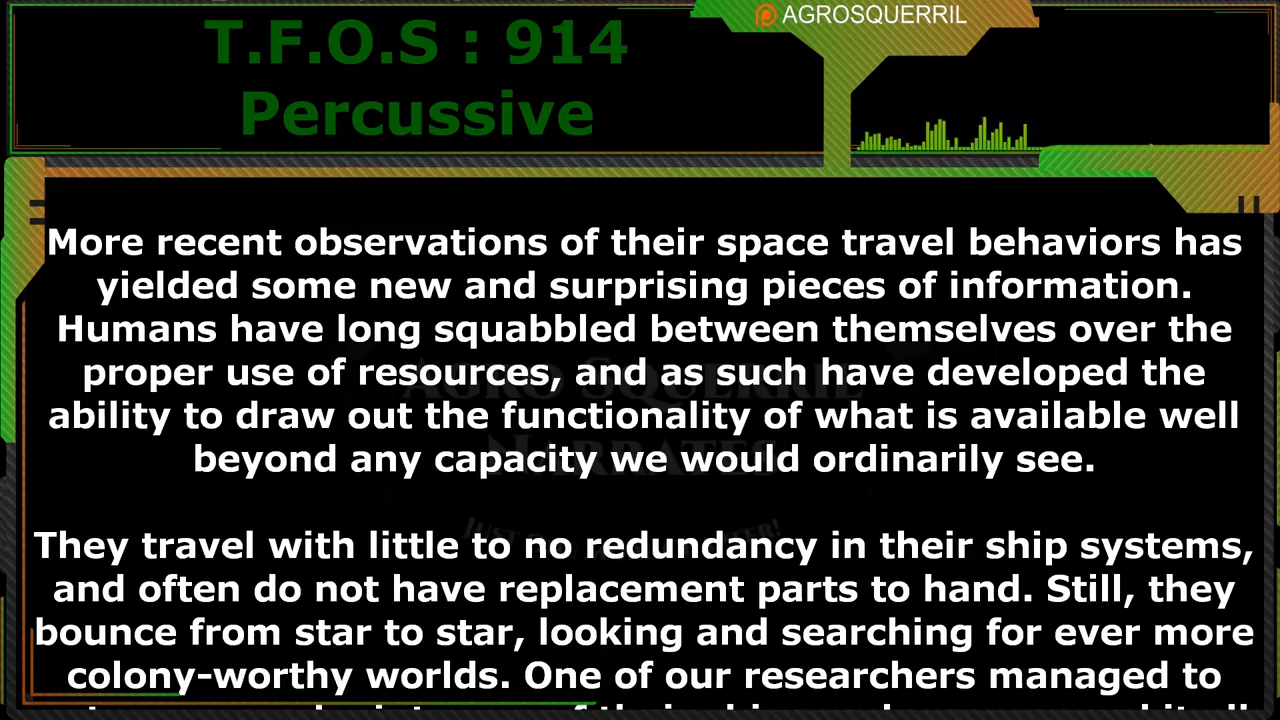 AGROSQUERRIL
T.F.O.S : 914
Percussive
More recent observations of their space travel behaviors has
yielded some new and surprising pieces of information.
Humans have long squabbled between themselves over the
proper use of resources, and as such have developed the
ability to draw out the functionality of what is available well
beyond any capacity we would ordinarily see.
They travel with little to no redundancy in their ship systems,
and often do not have replacement parts to hand. Still, they
bounce from star to star, looking and searching for ever more
colony-worthy worlds. One of our researchers managed to